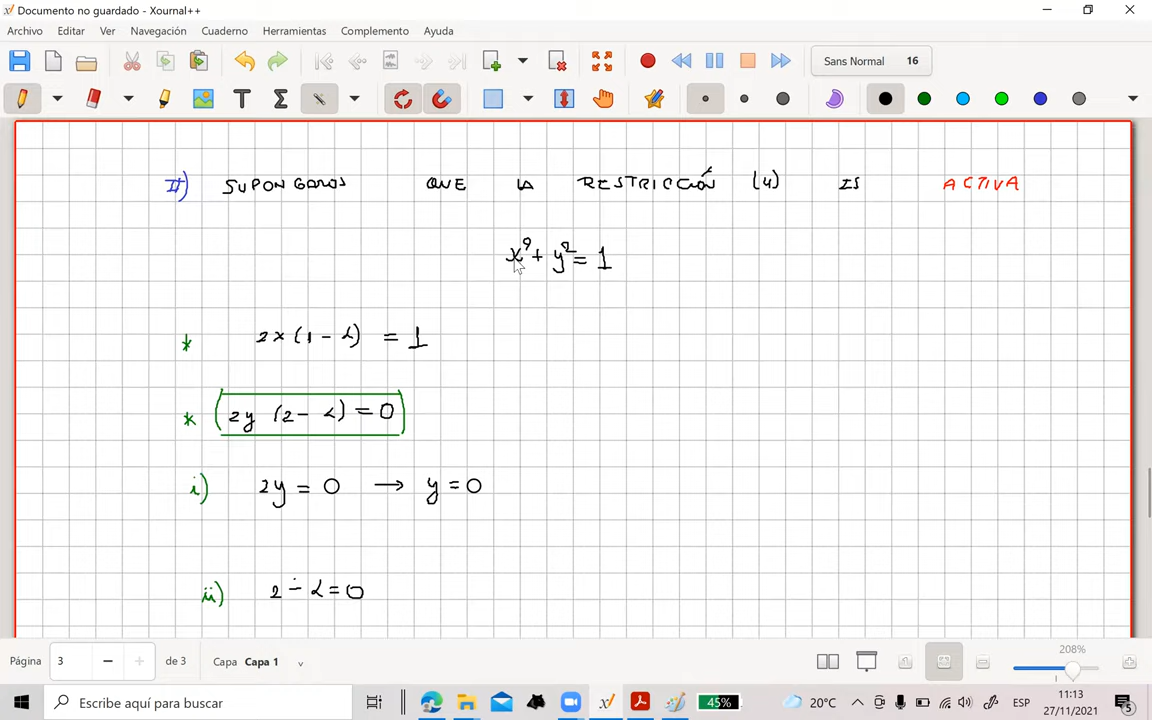 Documento no guardado - Xournal++
Archivo Editar Ver Navegación Cuaderno Herramientas Complemento Ayuda
Sans Normal 16
II) SUPONGAMOS QUE LA RESTRICCIÓN (4) IS ACTIVA
x² + y² = 1
* 2x (1 - λ) = 1
* 2y (2 - λ) = 0
i) 2y = 0 → y = 0
ii) 2 - λ = 0
Página 3 de 3 Capa Capa 1 208%
Escribe aquí para buscar 45% 20°C ESP 11:13
27/11/2021 5